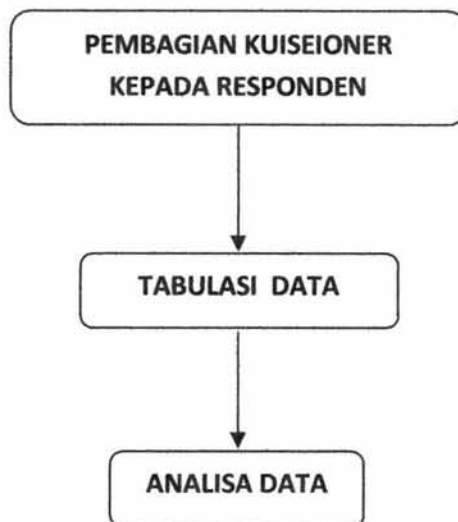 PEMBAGIAN KUISEIONER
KEPADA RESPONDEN
TABULASI DATA
ANALISA DATA